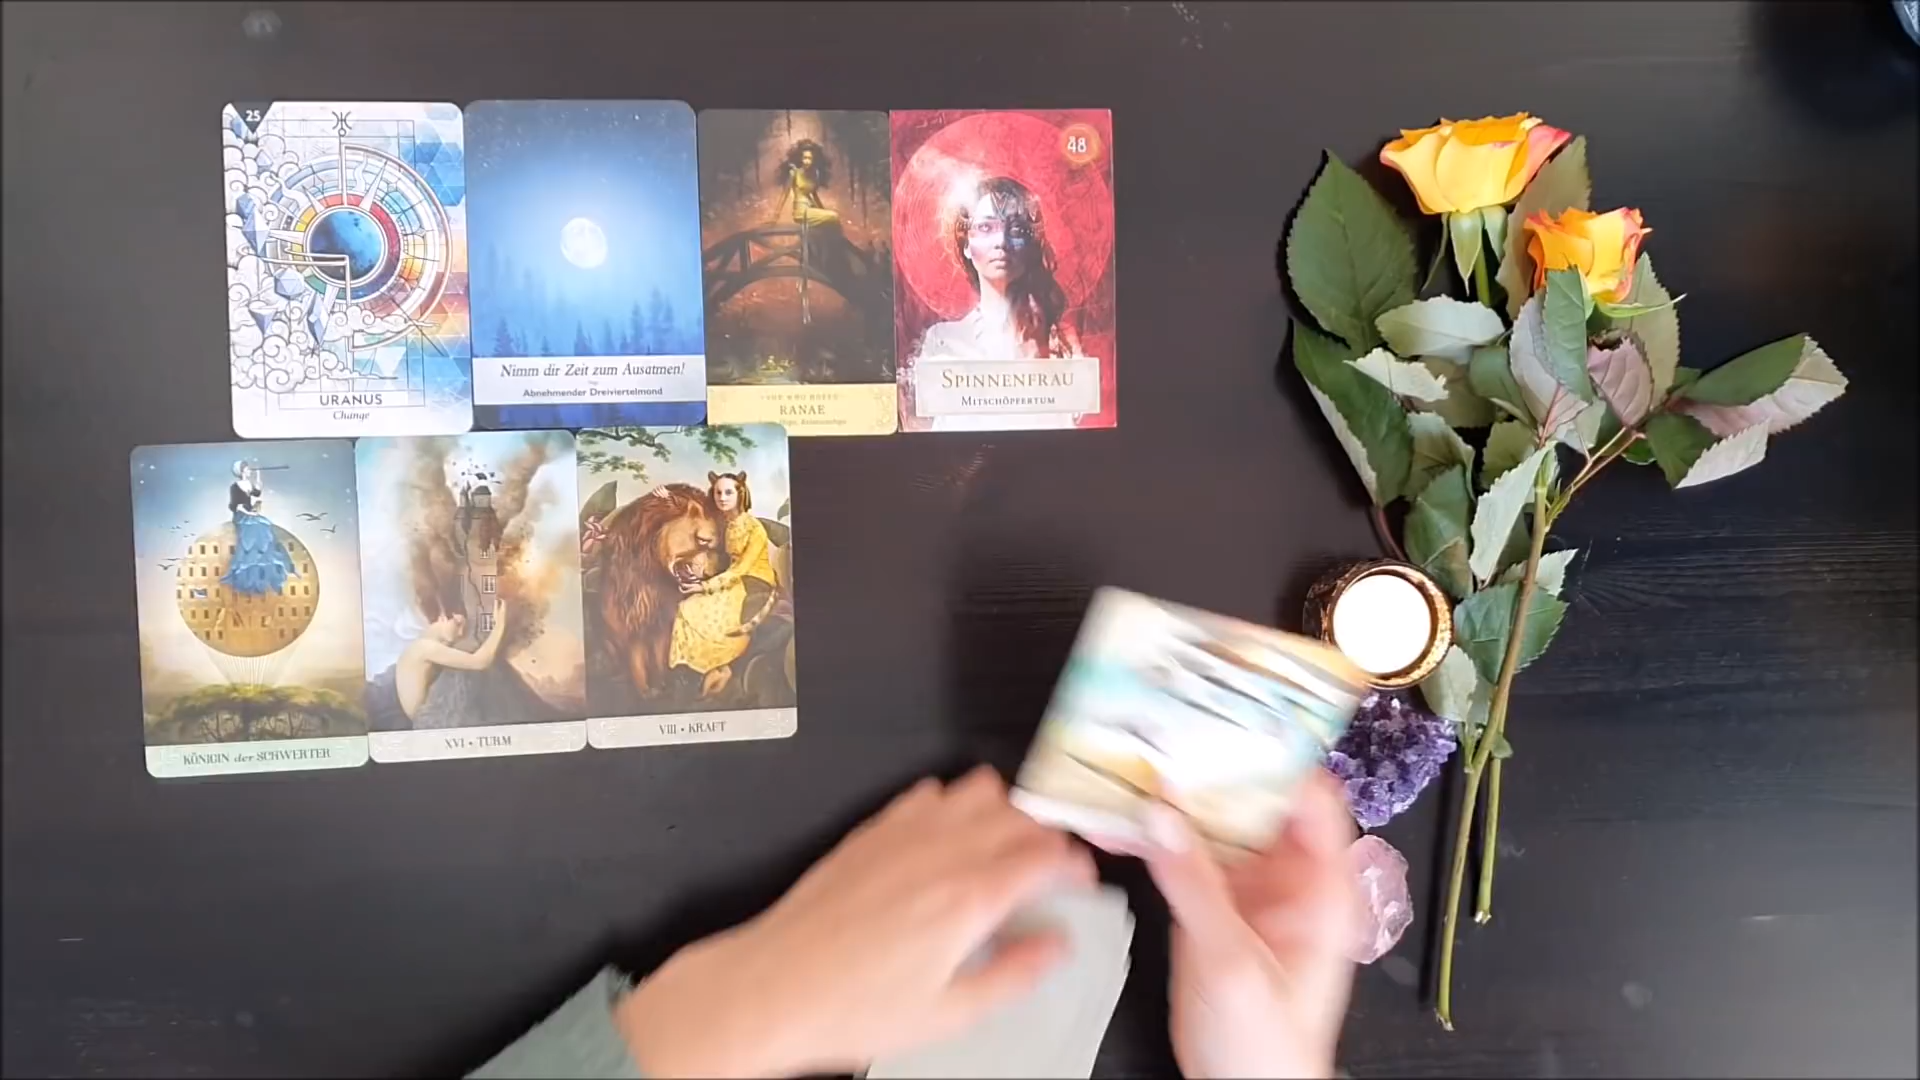 25
URANUS
Change
Nimm dir Zeit zum Ausatmen!
Abnehmender Dreiviertelmond
RANAE
48
SPINNENFRAU
MITSCHÖPFERTUM
KÖNIGIN der SCHWERTER
XVI • TURM
VIII • KRAFT